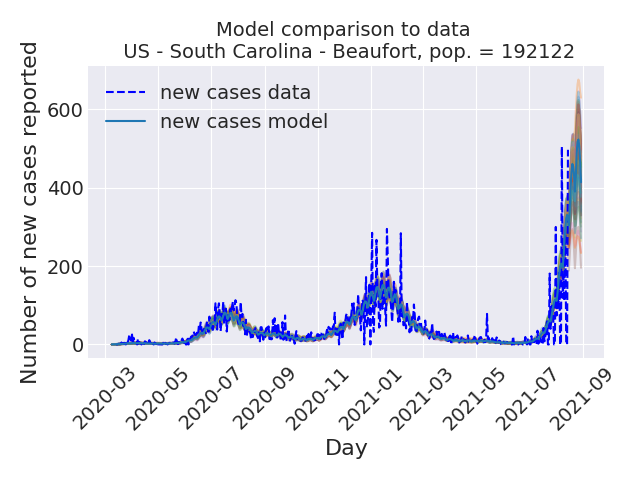 Model comparison to data
US - South Carolina - Beaufort, pop. = 192122
Number of new cases reported
600
400
200
0
new cases data
new cases model
2020-03
2020-05
2020-07
2020-09
2020-11
2021-01
2021-03
2021-05
2021-07
2021-09
Day